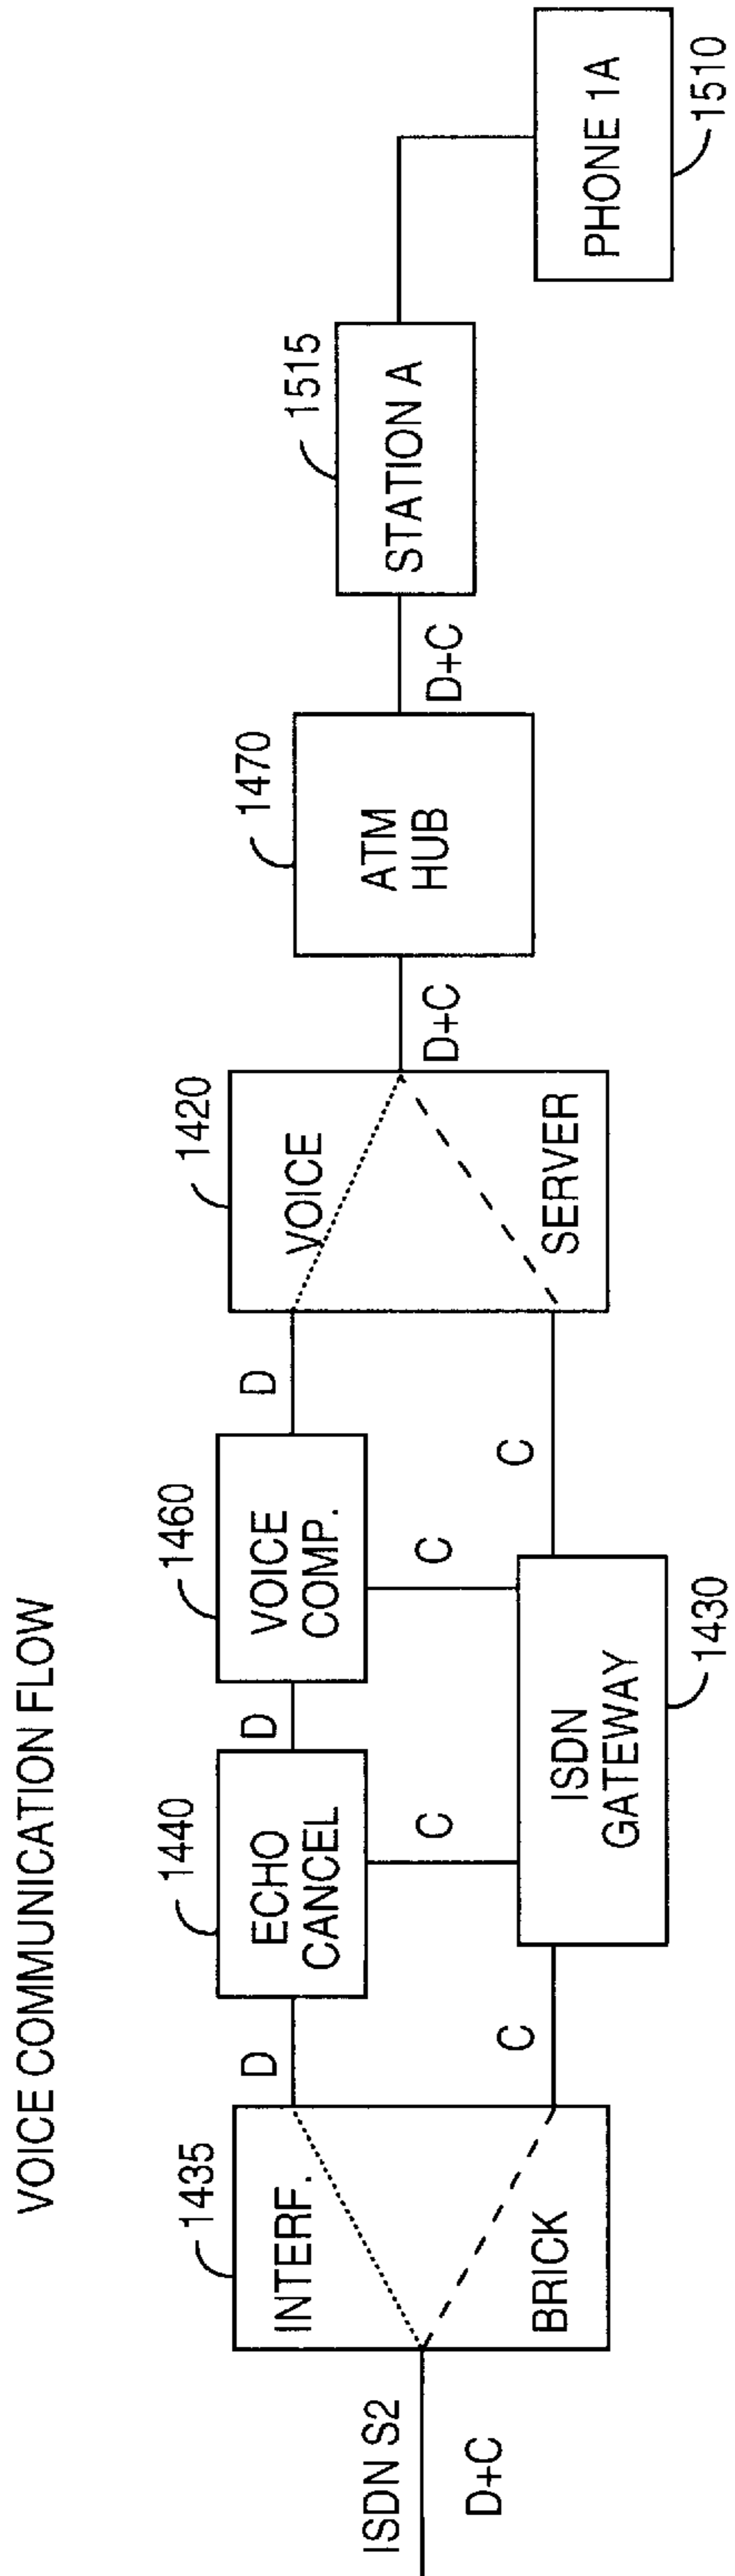 VOICE COMMUNICATION FLOW
ISDN S2
D+C
1435
INTERF.
BRICK
D
C
1440
ECHO
CANCEL
D
C
1460
VOICE
COMP.
C
D
ISDN
GATEWAY
1430
C
1420
VOICE
SERVER
D+C
1470
ATM
HUB
D+C
1515
STATION A
PHONE 1A
1510